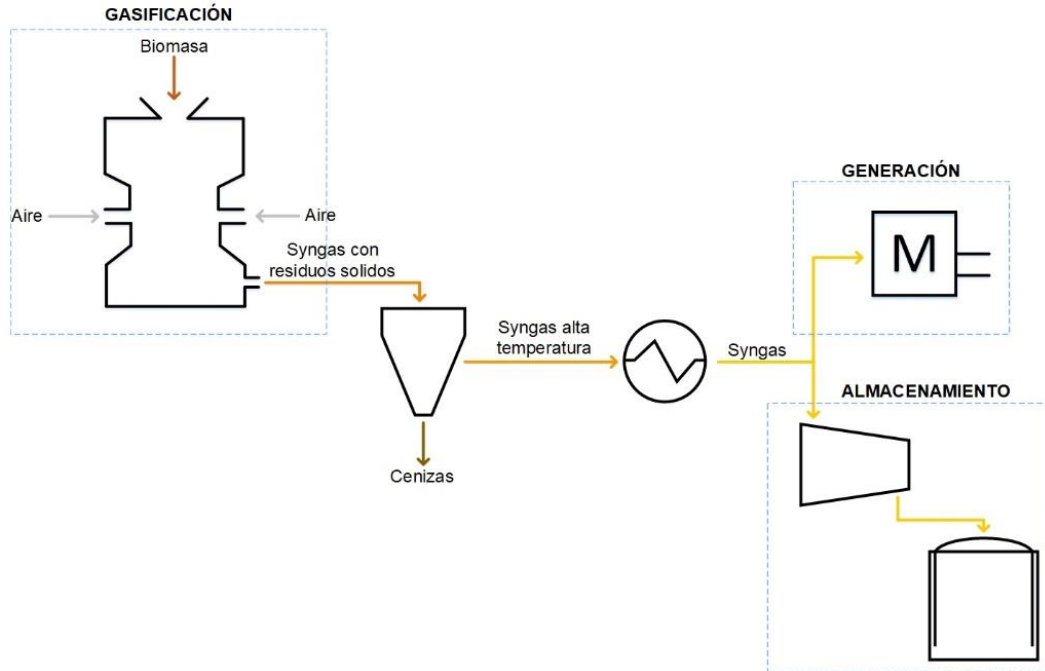 GASIFICACIÓN
Biomasa
Aire
Aire
Syngas con
residuos solidos
Cenizas
Syngas alta
temperatura
Syngas
GENERACIÓN
M
ALMACENAMIENTO